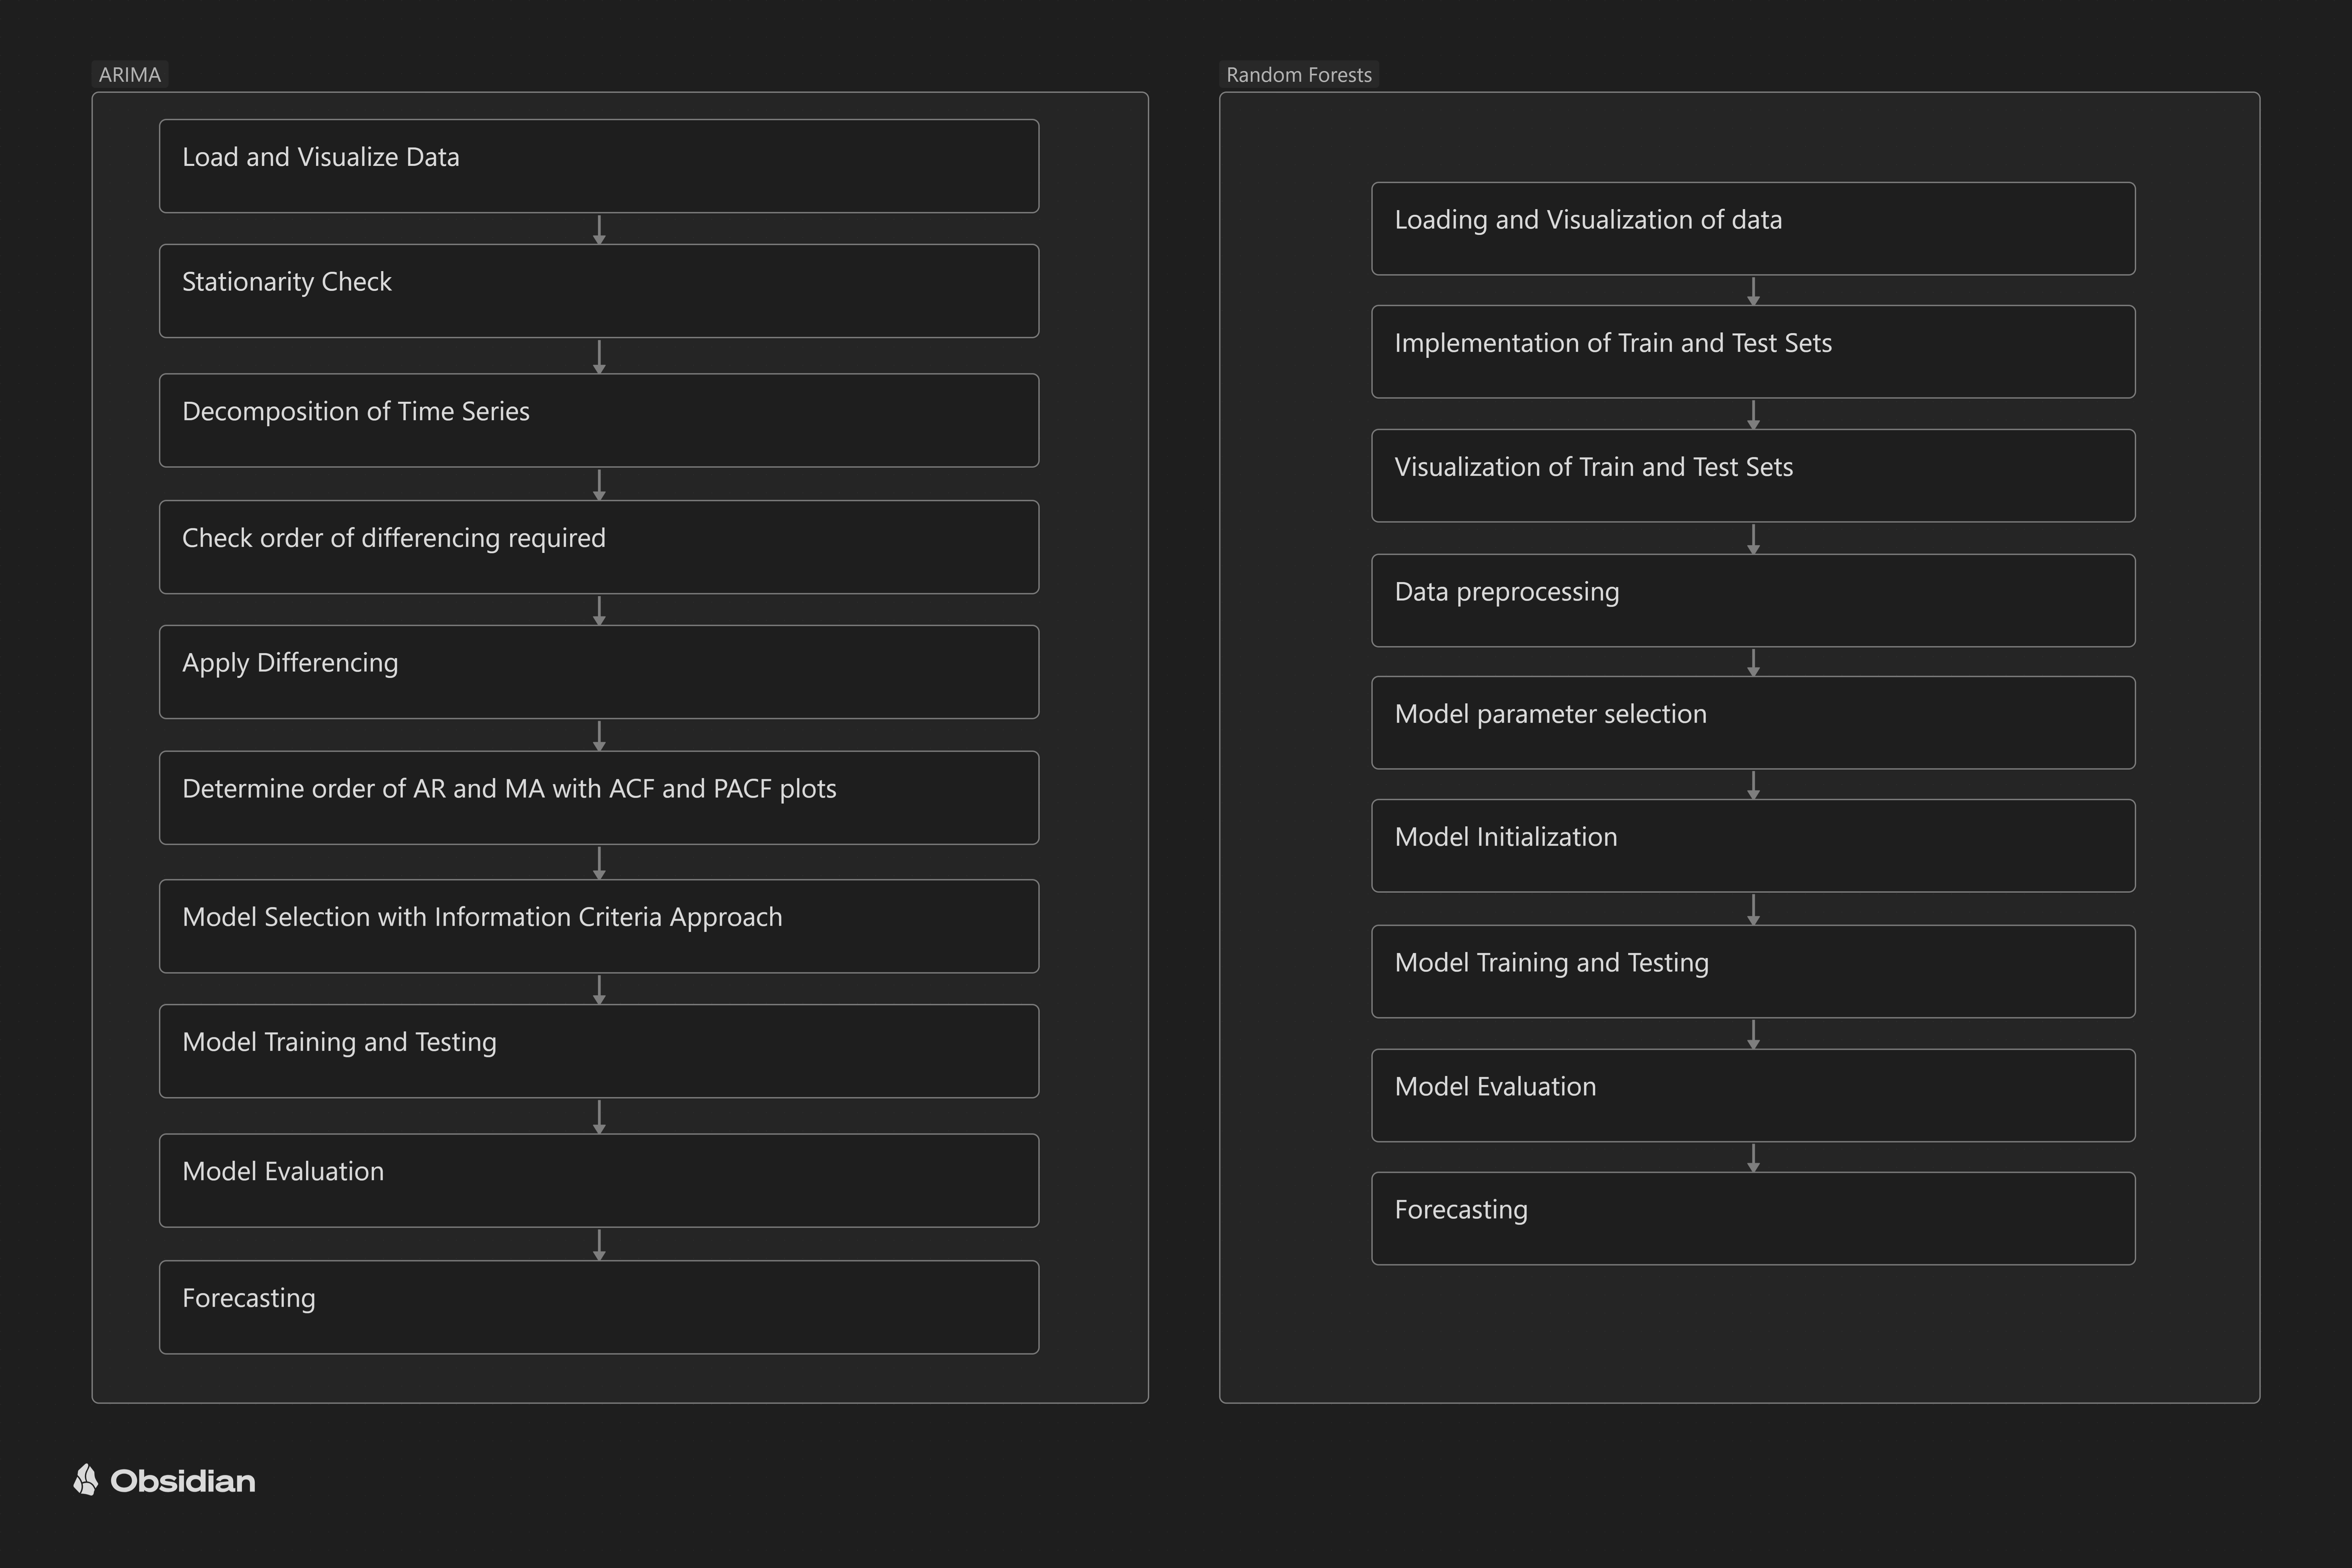 ARIMA
Load and Visualize Data
Stationarity Check
Decomposition of Time Series
Check order of differencing required
Apply Differencing
Determine order of AR and MA with ACF and PACF plots
Model Selection with Information Criteria Approach
Model Training and Testing
Model Evaluation
Forecasting
Random Forests
Loading and Visualization of data
Implementation of Train and Test Sets
Visualization of Train and Test Sets
Data preprocessing
Model parameter selection
Model Initialization
Model Training and Testing
Model Evaluation
Forecasting
Obsidian